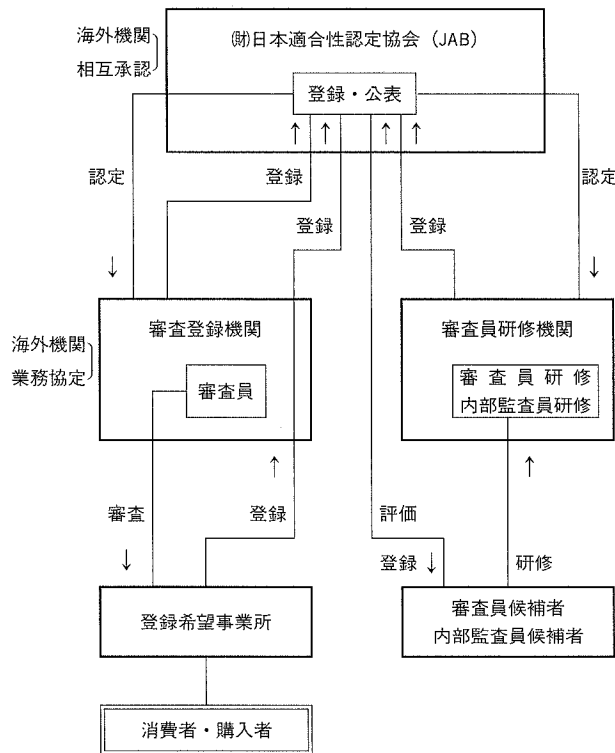 海外機関
相互承認
㈶日本適合性認定協会（JAB）
登録・公表
↑ ↑ ↑ ↑
認定
登録
登録
登録
認定
↓
↓
審査登録機関
審査員研修機関
海外機関
業務協定
審査員
審査員研修
内部監査員研修
↑
↑
審査
登録
評価
↓
登録
↓
研修
登録希望事業所
審査員候補者
内部監査員候補者
消費者・購入者